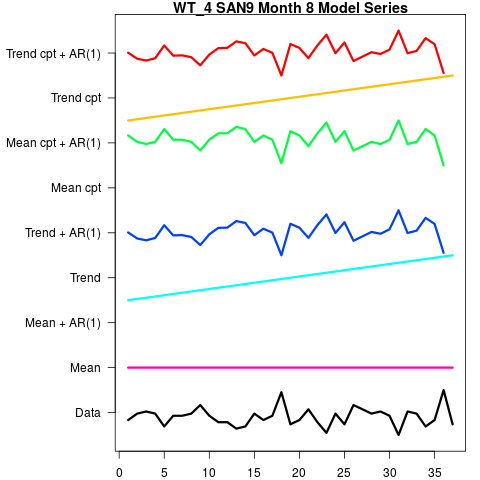 WT_4 SAN9 Month 8 Model Series
Trend cpt + AR(1)
Trend cpt
Mean cpt + AR(1)
Mean cpt
Trend + AR(1)
Trend
Mean + AR(1)
Mean
Data
0 5 10 15 20 25 30 35